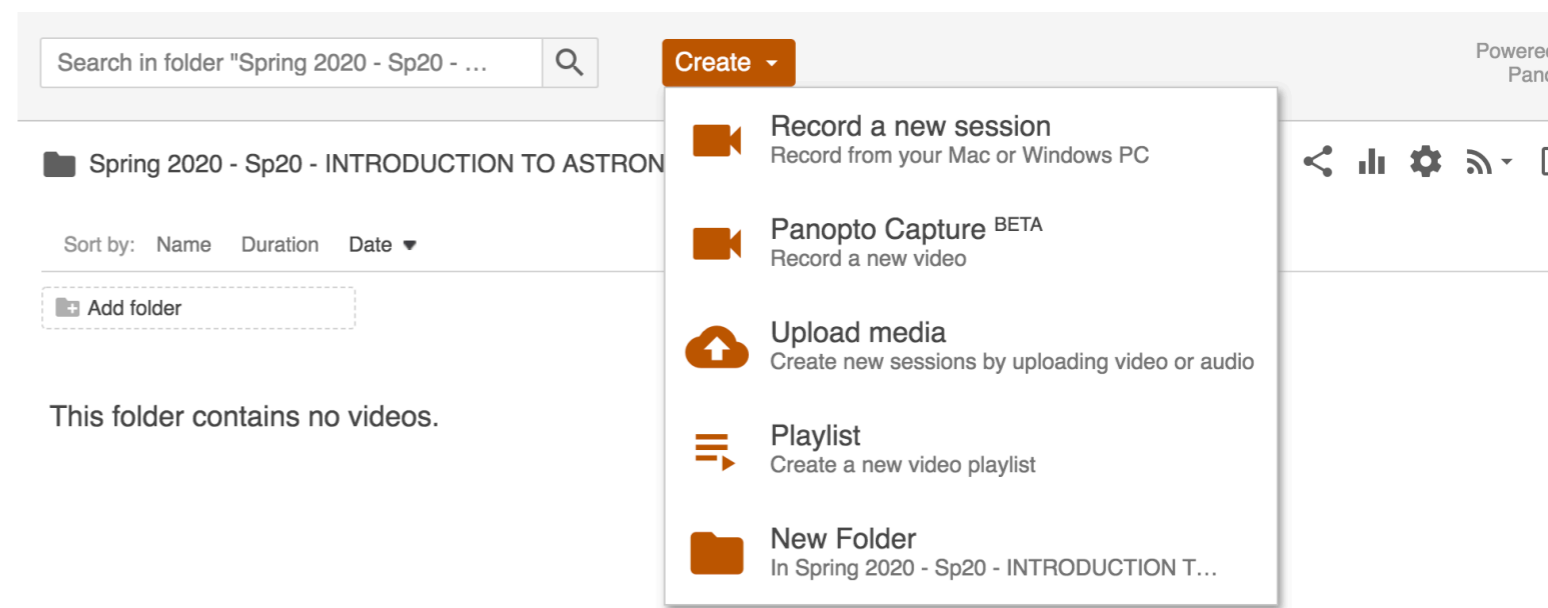 Search in folder "Spring 2020 - Sp20 - ...
Create
Powered
Spring 2020 - Sp20 - INTRODUCTION TO ASTRON
Sort by: Name Duration Date
Add folder
This folder contains no videos.
Record a new session
Record from your Mac or Windows PC
Panopto Capture BETA
Record a new video
Upload media
Create new sessions by uploading video or audio
Playlist
Create a new video playlist
New Folder
In Spring 2020 - Sp20 - INTRODUCTION T...